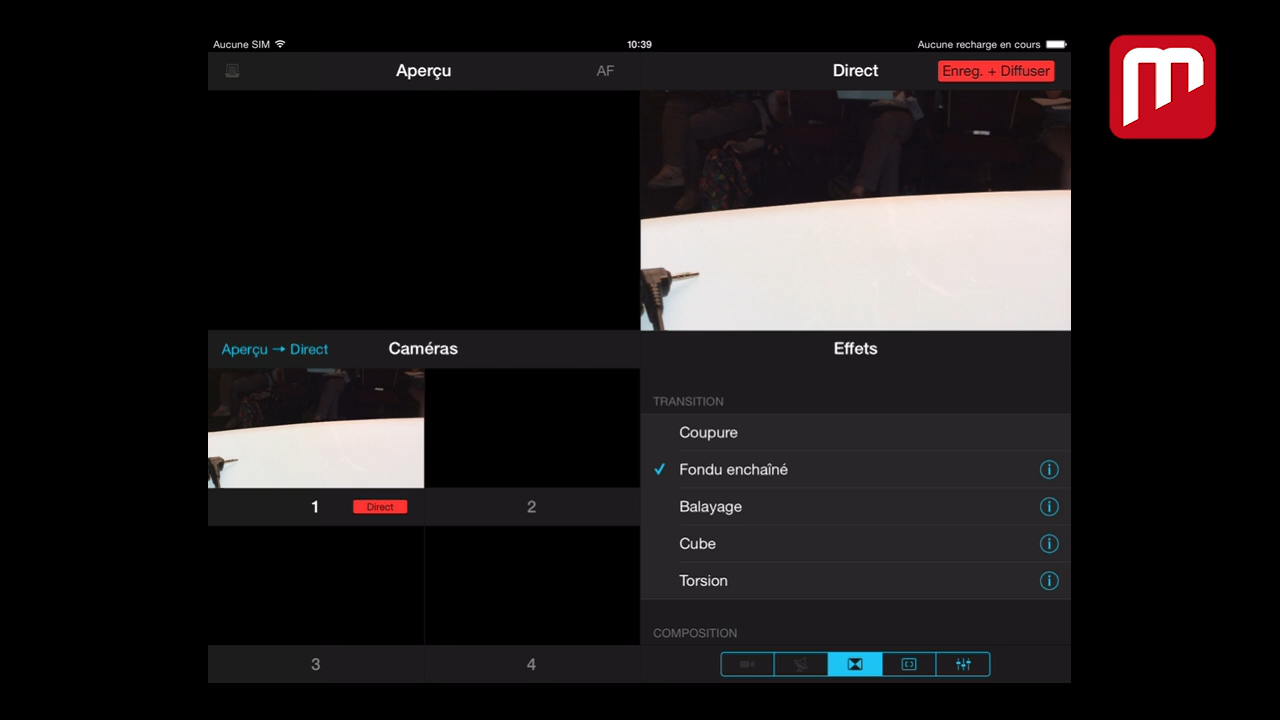 Aucune SIM
10:39
Aucune recharge en cours
Aperçu
AF
Direct
Enreg. + Diffuser
Aperçu → Direct
Caméras
1
Direct
2
3
4
Effets
TRANSITION
Coupure
Fondu enchaîné
Balayage
Cube
Torsion
COMPOSITION